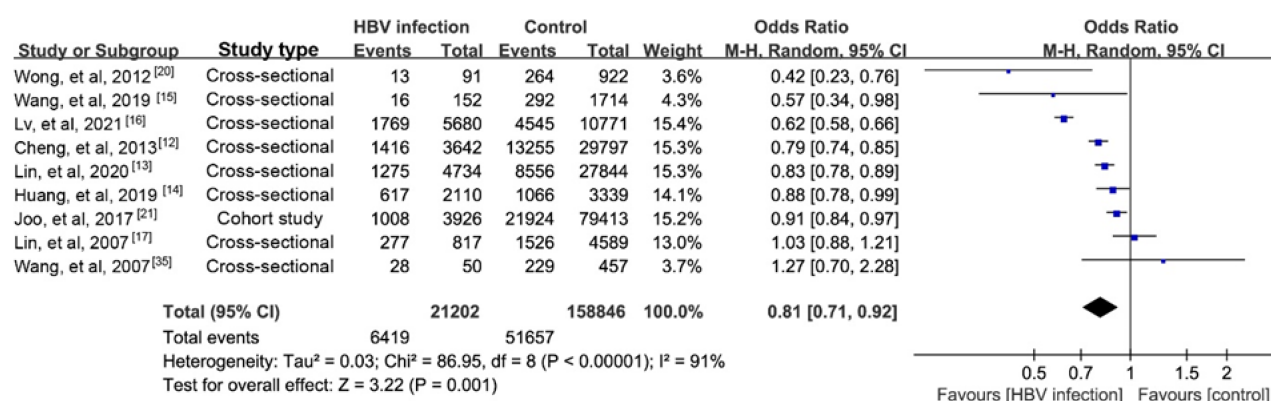 HBV infection Control Odds Ratio Odds Ratio
Study or Subgroup Study type Events Total Events Total Weight M-H, Random, 95% CI M-H, Random, 95% CI
Wong, et al, 2012 [20] Cross-sectional 13 91 264 922 3.6% 0.42 [0.23, 0.76]
Wang, et al, 2019 [15] Cross-sectional 16 152 292 1714 4.3% 0.57 [0.34, 0.98]
Lv, et al, 2021 [16] Cross-sectional 1769 5680 4545 10771 15.4% 0.62 [0.58, 0.66]
Cheng, et al, 2013 [12] Cross-sectional 1416 3642 13255 29797 15.3% 0.79 [0.74, 0.85]
Lin, et al, 2020 [13] Cross-sectional 1275 4734 8556 27844 15.3% 0.83 [0.78, 0.89]
Huang, et al, 2019 [14] Cross-sectional 617 2110 1066 3339 14.1% 0.88 [0.78, 0.99]
Joo, et al, 2017 [21] Cohort study 1008 3926 21924 79413 15.2% 0.91 [0.84, 0.97]
Lin, et al, 2007 [17] Cross-sectional 277 817 1526 4589 13.0% 1.03 [0.88, 1.21]
Wang, et al, 2007 [35] Cross-sectional 28 50 229 457 3.7% 1.27 [0.70, 2.28]
Total (95% CI) 21202 158846 100.0% 0.81 [0.71, 0.92]
Total events 6419 51657
Heterogeneity: Tau² = 0.03; Chi² = 86.95, df = 8 (P < 0.00001); I² = 91%
Test for overall effect: Z = 3.22 (P = 0.001)
0.5 0.7 1 1.5 2
Favours [HBV infection] Favours [control]